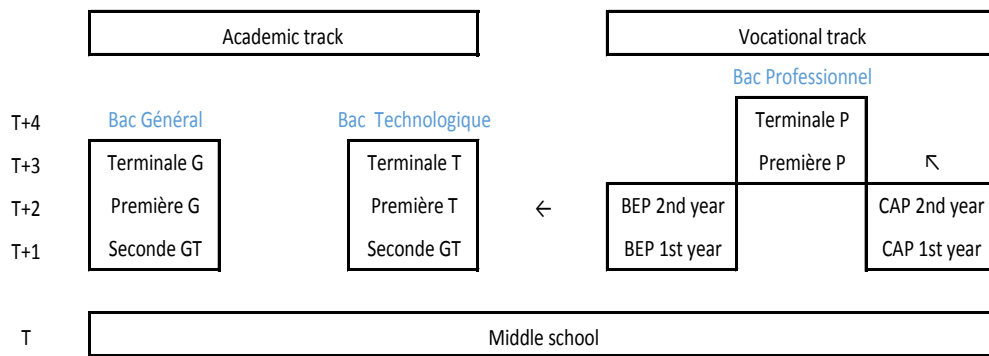 Academic track Vocational track
Bac Professionnel
T+4 Bac Général Bac Technologique Terminale P
T+3 Terminale G Terminale T Première P ↖
T+2 Première G Première T ← BEP 2nd year CAP 2nd year
T+1 Seconde GT Seconde GT BEP 1st year CAP 1st year
T Middle school